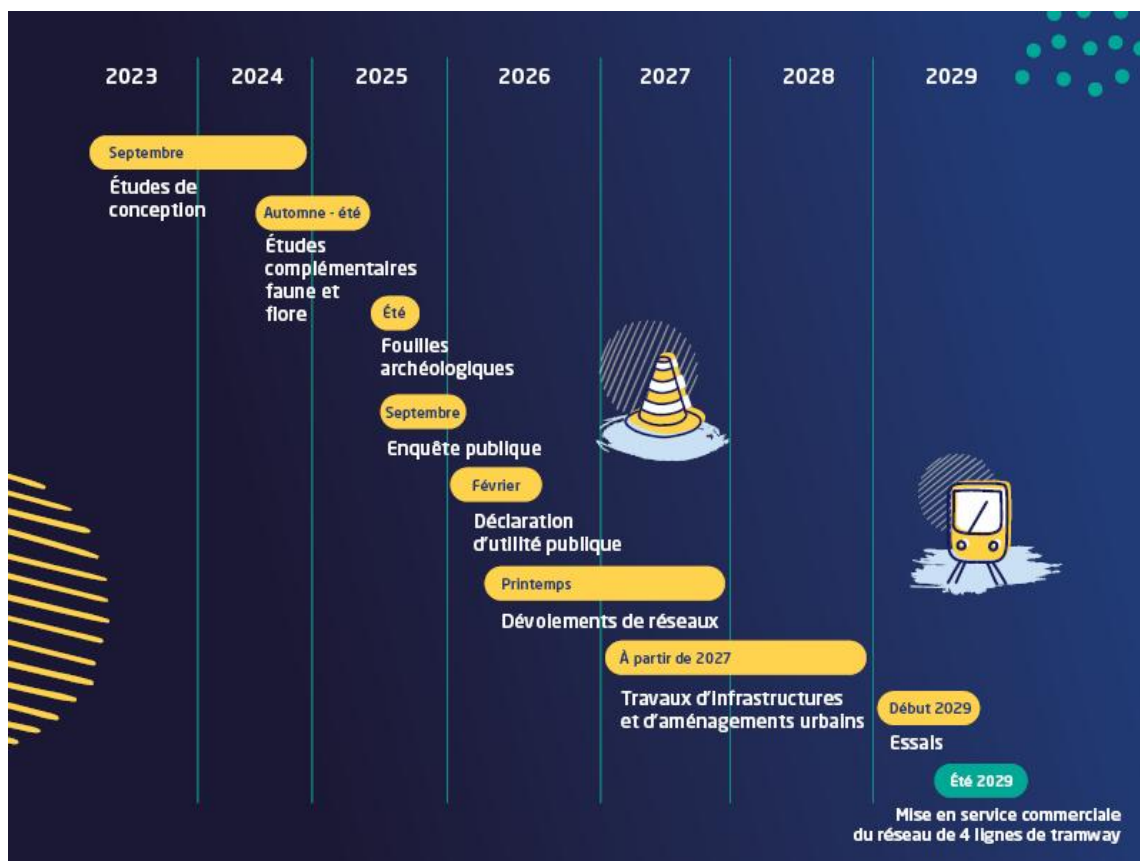 2023 2024 2025 2026 2027 2028 2029
Septembre
Études de
conception
Automne - été
Études
complémentaires
faune et
flore
Été
Fouilles
archéologiques
Septembre
Enquête publique
Février
Déclaration
d'utilité publique
Printemps
Dévoiements de réseaux
À partir de 2027
Travaux d'infrastructures
et d'aménagements urbains
Début 2029
Essais
Été 2029
Mise en service commerciale
du réseau de 4 lignes de tramway